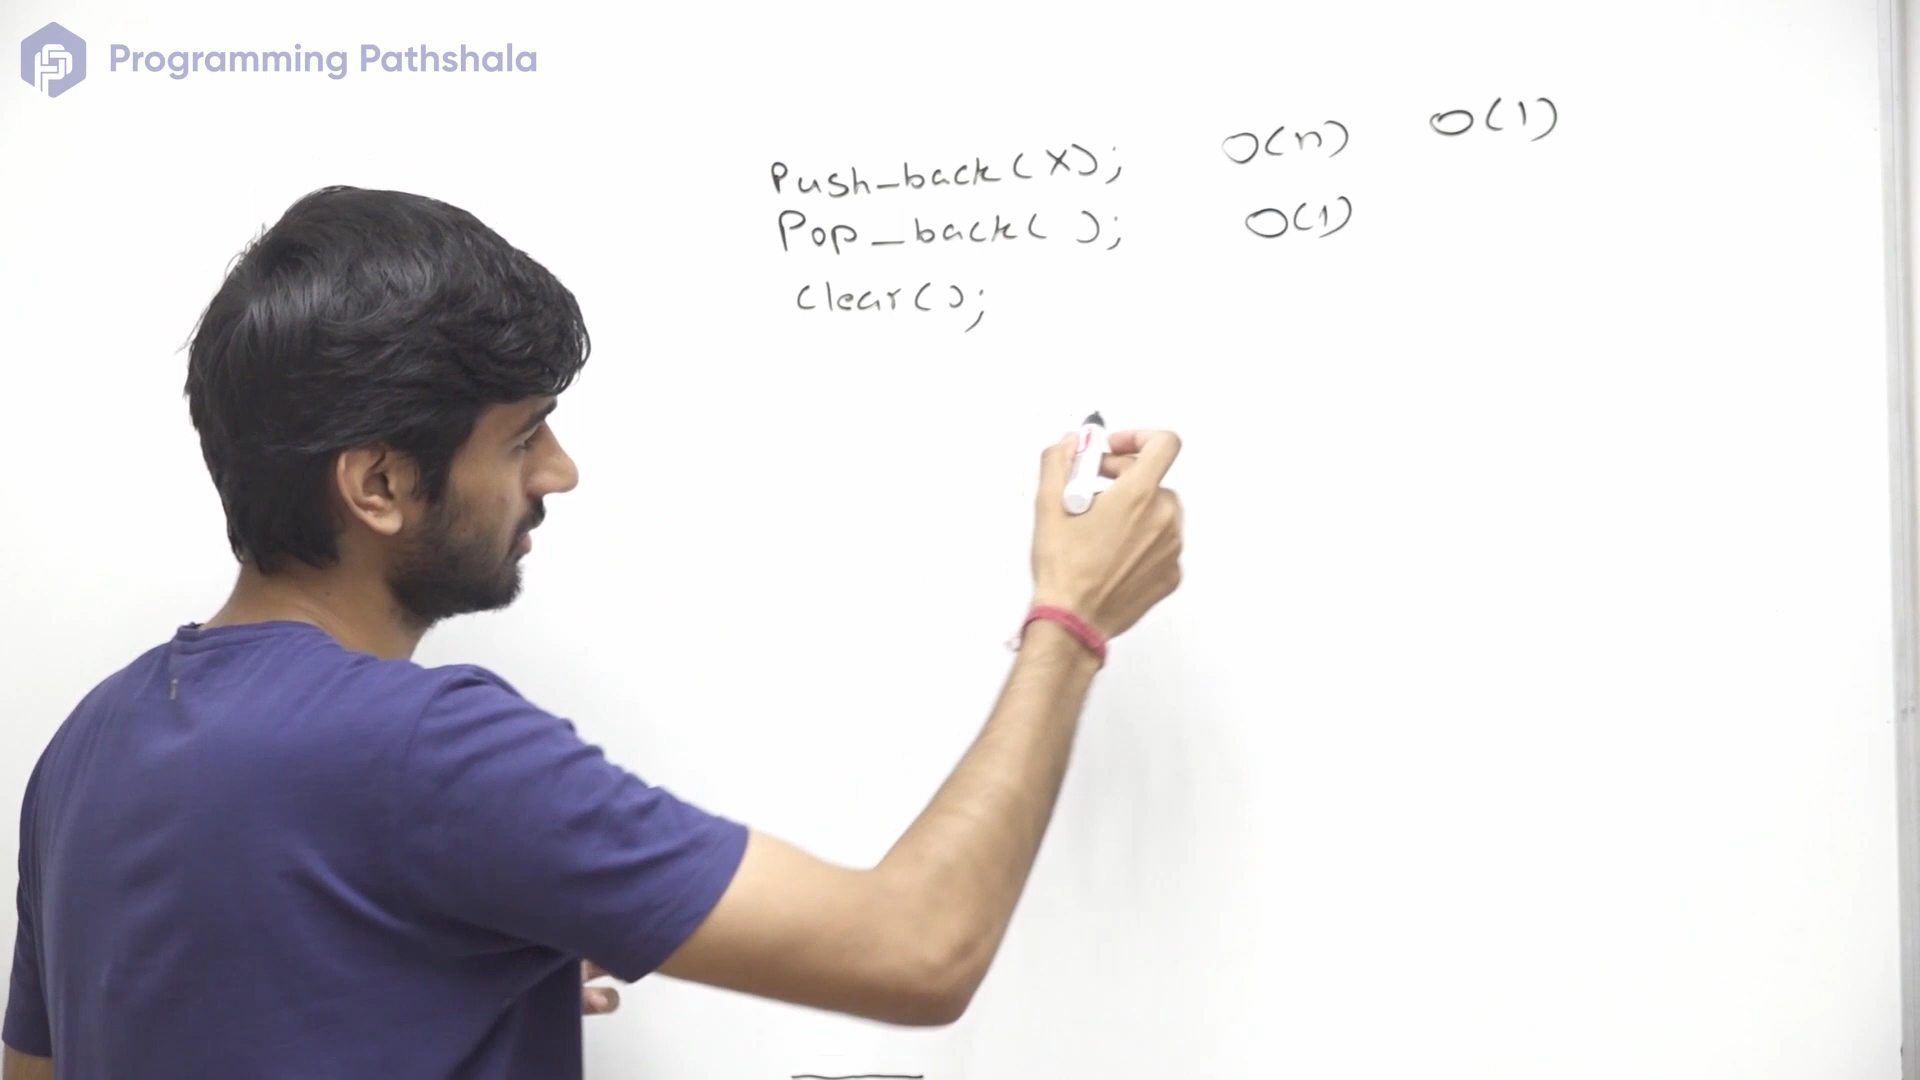 Programming Pathshala
Push_back(x); O(n) O(1)
Pop_back( ); O(1)
clear();